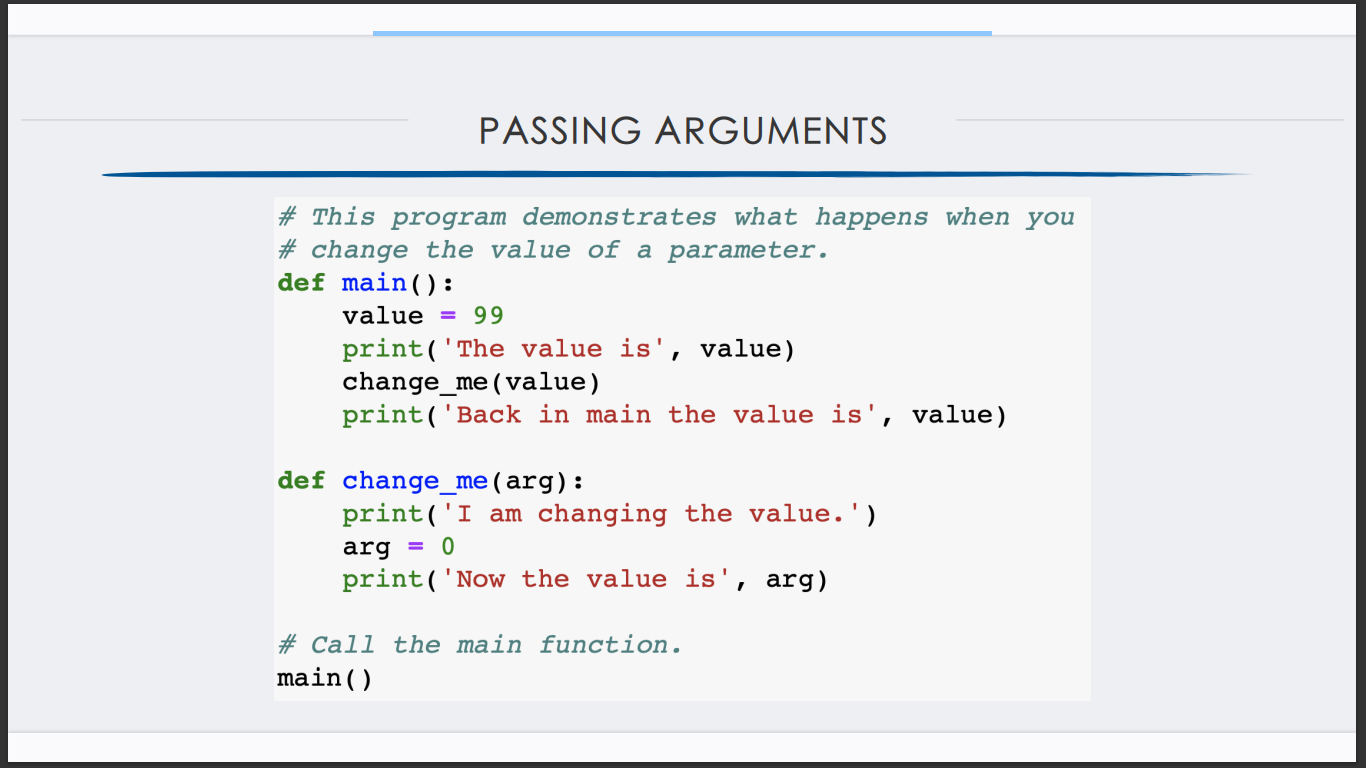 PASSING ARGUMENTS
# This program demonstrates what happens when you
# change the value of a parameter.
def main():
    value = 99
    print('The value is', value)
    change_me(value)
    print('Back in main the value is', value)

def change_me(arg):
    print('I am changing the value.')
    arg = 0
    print('Now the value is', arg)

# Call the main function.
main()